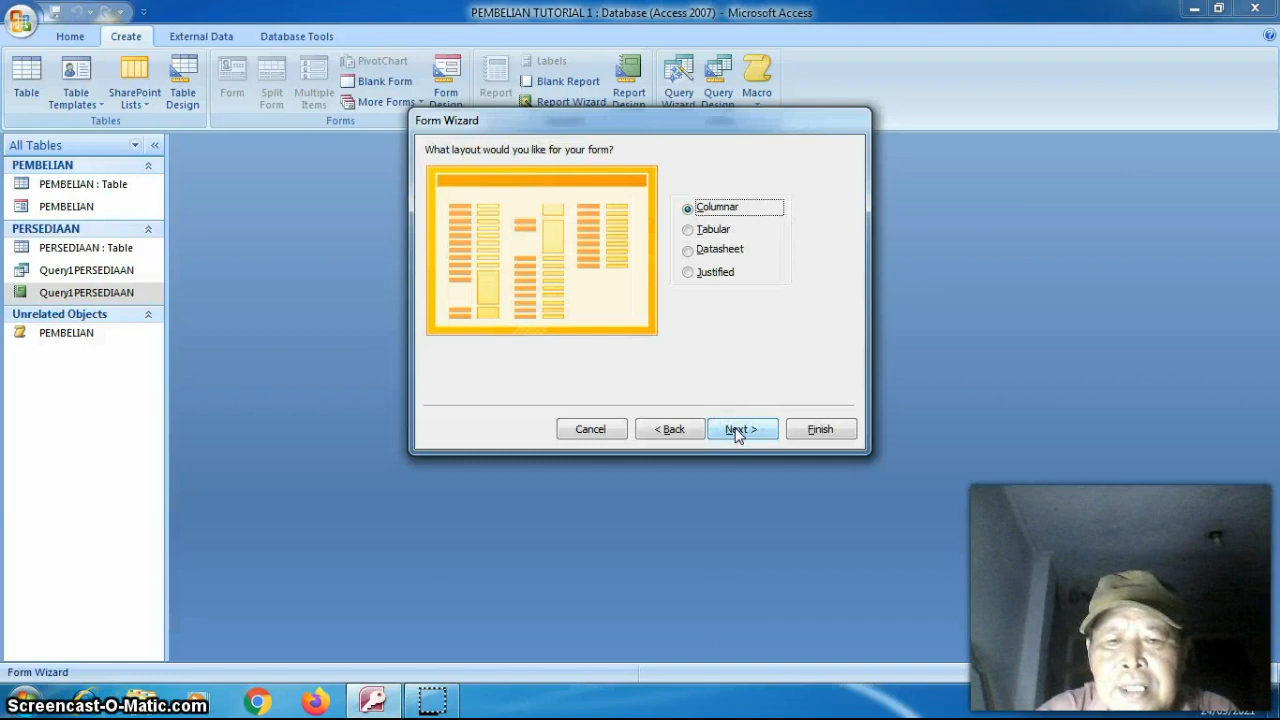 PEMBELIAN TUTORIAL 1 : Database (Access 2007) - Microsoft Access
Home
Create
External Data
Database Tools
Table
Table Templates
SharePoint Lists
Table Design
Tables
Form
Split Form
Multiple Items
PivotChart
Blank Form
More Forms
Form Design
Forms
Report
Labels
Blank Report
Report Wizard
Report Design
Query Wizard
Query Design
Macro
All Tables
PEMBELIAN
PEMBELIAN : Table
PEMBELIAN
PERSEDIAAN
PERSEDIAAN : Table
Query1PERSEDIAAN
Query1PERSEDIAAN
Unrelated Objects
PEMBELIAN
Form Wizard
What layout would you like for your form?
Columnar
Tabular
Datasheet
Justified
Cancel
< Back
Next >
Finish
Form Wizard
Screencast-O-Matic.com